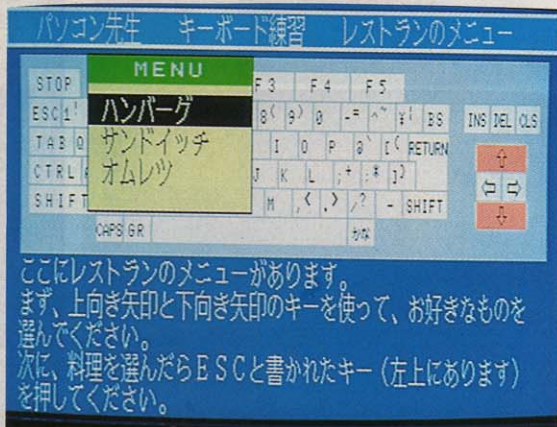 パソコン先生　キーボード練習　レストランのメニュー
MENU
ハンバーグ
サンドイッチ
オムレツ
STOP F3 F4 F5
ESC 1! 8( 9) 0 -= ^~ ¥| BS INS DEL CLS
TAB Q I O P @` [{ RETURN
CTRL J K L ;+ :* ]}
SHIFT M ,< .> /? - SHIFT
CAPS GR かな
ここにレストランのメニューがあります。
まず、上向き矢印と下向き矢印のキーを使って、お好きなものを
選んでください。
次に、料理を選んだらＥＳＣと書かれたキー（左上にあります）
を押してください。